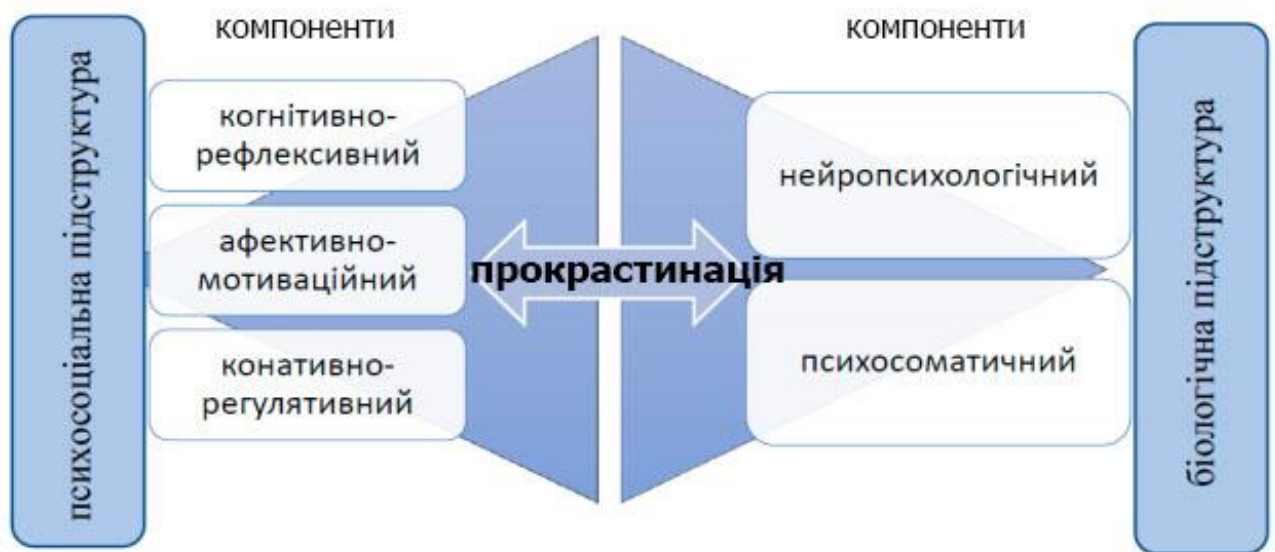 психосоціальна підструктура
компоненти
когнітивно-
рефлексивний
афективно-
мотиваційний
конативно-
регулятивний
прокрастинація
компоненти
нейропсихологічний
психосоматичний
біологічна підструктура